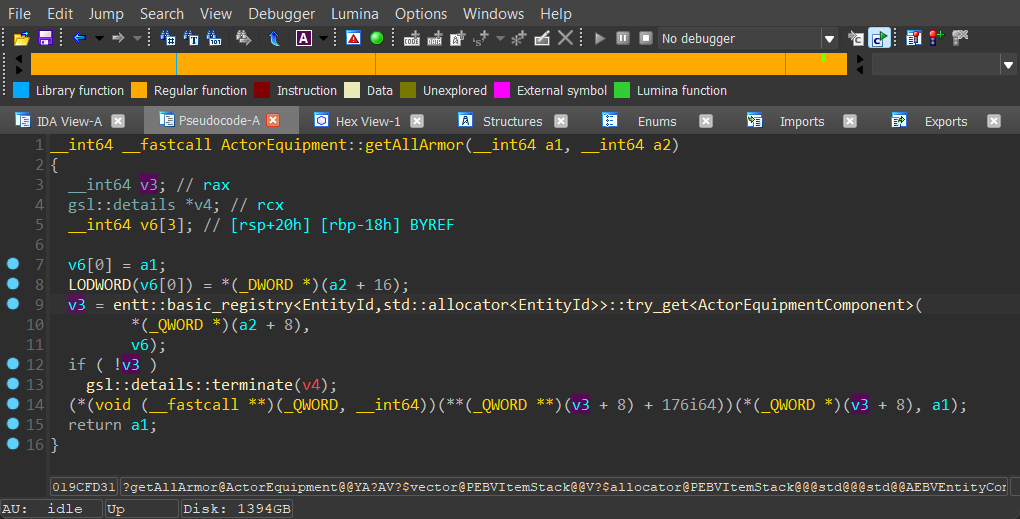 File Edit Jump Search View Debugger Lumina Options Windows Help
No debugger
Library function Regular function Instruction Data Unexplored External symbol Lumina function
IDA View-A Pseudocode-A Hex View-1 Structures Enums Imports Exports
1 __int64 __fastcall ActorEquipment::getAllArmor(__int64 a1, __int64 a2)
2 {
3 __int64 v3; // rax
4 gsl::details *v4; // rcx
5 __int64 v6[3]; // [rsp+20h] [rbp-18h] BYREF
6
7 v6[0] = a1;
8 LODWORD(v6[0]) = *(_DWORD *)(a2 + 16);
9 v3 = entt::basic_registry<EntityId,std::allocator<EntityId>>::try_get<ActorEquipmentComponent>(
10 *(_QWORD *)(a2 + 8),
11 v6);
12 if ( !v3 )
13 gsl::details::terminate(v4);
14 (*(void (__fastcall **)(_QWORD, __int64))(**(_QWORD **)(v3 + 8) + 176i64))(*(_QWORD *)(v3 + 8), a1);
15 return a1;
16 }
019CFD31 ?getAllArmor@ActorEquipment@@YA?AV?$vector@PEBVItemStack@@V?$allocator@PEBVItemStack@@@std@@@std@@AEBVEntityCon
AU: idle Up Disk: 1394GB